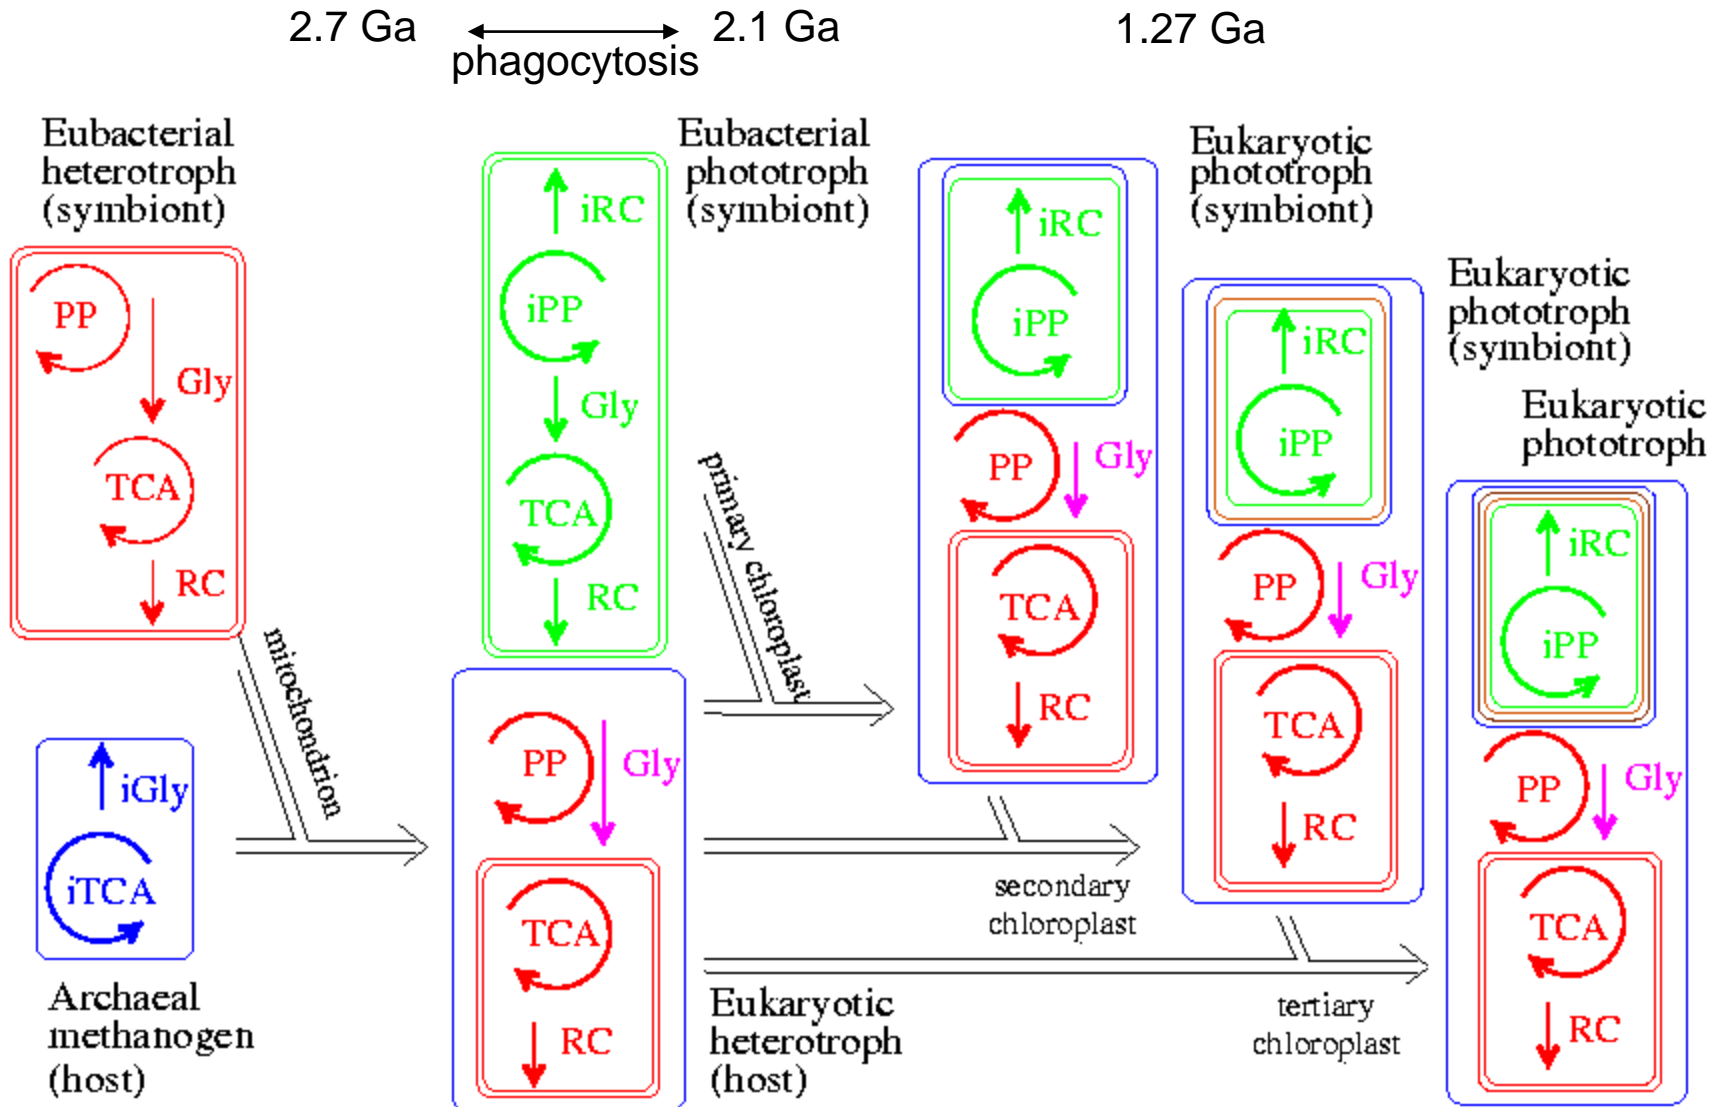 2.7 Ga
2.1 Ga
1.27 Ga
phagocytosis
Eubacterial
heterotroph
(symbiont)
PP
Gly
TCA
RC
mitochondrion
iGly
iTCA
Archaeal
methanogen
(host)
Eubacterial
phototroph
(symbiont)
iRC
iPP
Gly
TCA
RC
primary chloroplast
PP
Gly
TCA
RC
Eukaryotic
heterotroph
(host)
iRC
iPP
PP
Gly
TCA
RC
secondary
chloroplast
Eukaryotic
phototroph
(symbiont)
iRC
iPP
PP
Gly
TCA
RC
tertiary
chloroplast
Eukaryotic
phototroph
(symbiont)
Eukaryotic
phototroph
iRC
iPP
PP
Gly
TCA
RC